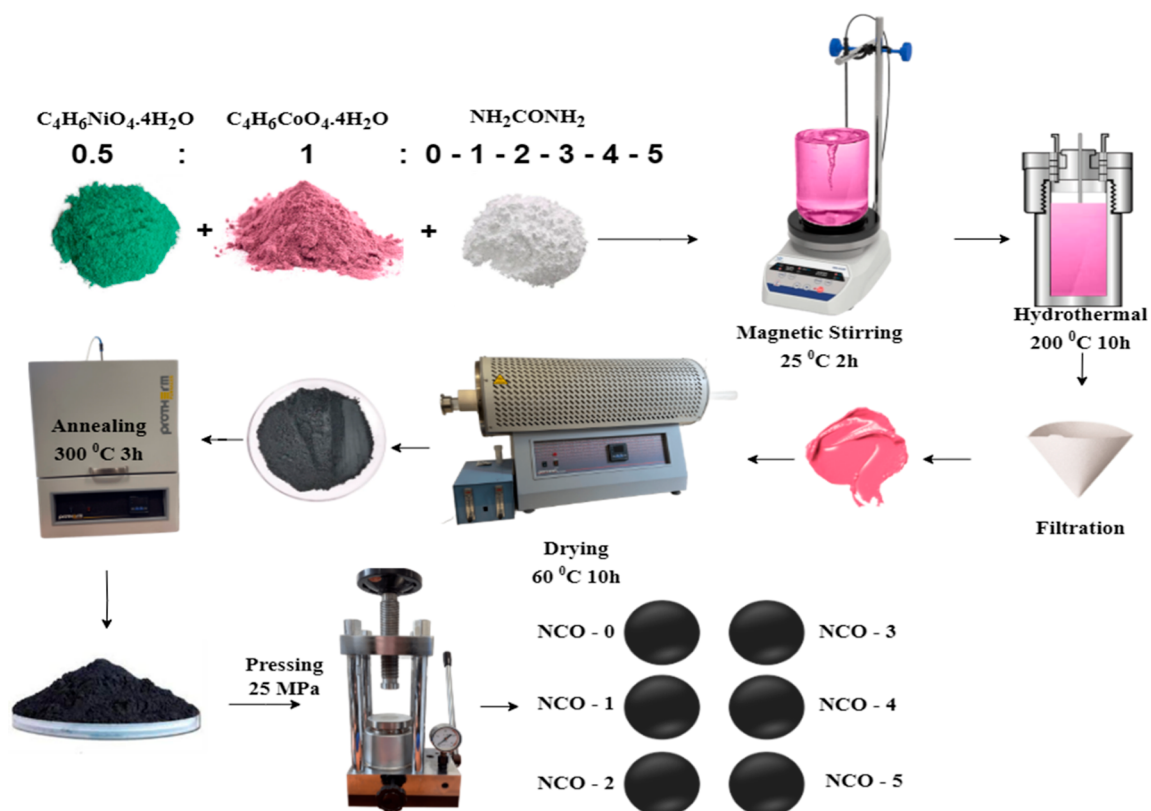 C₄H₆NiO₄.4H₂O
C₄H₆CoO₄.4H₂O
NH₂CONH₂
0.5 : 1 : 0 - 1 - 2 - 3 - 4 - 5
+
+
Magnetic Stirring
25 ⁰C 2h
Hydrothermal
200 ⁰C 10h
Filtration
Drying
60 ⁰C 10h
protherm
Annealing
300 ⁰C 3h
Pressing
25 MPa
NCO - 0
NCO - 3
NCO - 1
NCO - 4
NCO - 2
NCO - 5